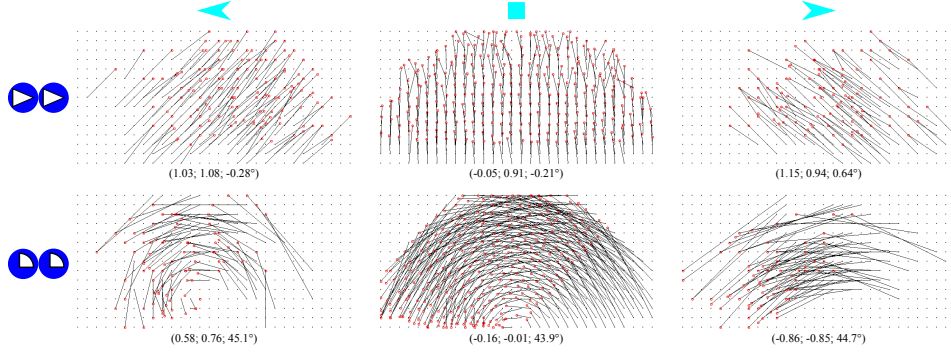 (1.03; 1.08; -0.28°)
(-0.05; 0.91; -0.21°)
(1.15; 0.94; 0.64°)
(0.58; 0.76; 45.1°)
(-0.16; -0.01; 43.9°)
(-0.86; -0.85; 44.7°)